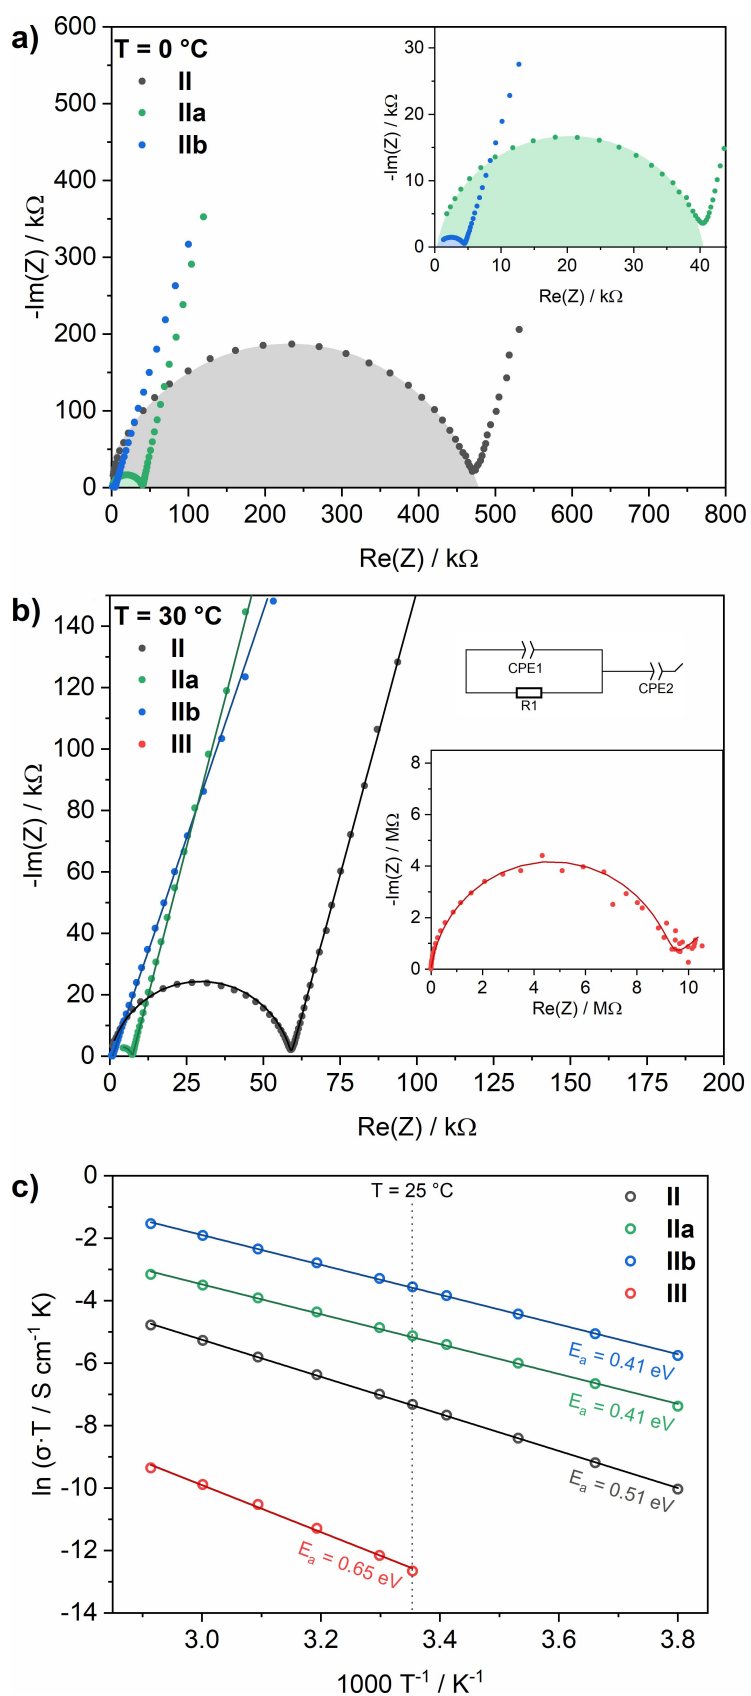 a)
T = 0 °C
II
IIa
IIb
600
500
400
300
200
100
0
-Im(Z) / kΩ
0 100 200 300 400 500 600 700 800
Re(Z) / kΩ
30
20
10
0
-Im(Z) / kΩ
0 10 20 30 40
Re(Z) / kΩ
b)
T = 30 °C
II
IIa
IIb
III
140
120
100
80
60
40
20
0
-Im(Z) / kΩ
0 25 50 75 100 125 150 175 200
Re(Z) / kΩ
CPE1
R1
CPE2
8
6
4
2
0
-Im(Z) / MΩ
0 2 4 6 8 10
Re(Z) / MΩ
c)
T = 25 °C
II
IIa
IIb
III
0
-2
-4
-6
-8
-10
-12
-14
ln (σ·T / S cm⁻¹ K)
Eₐ = 0.41 eV
Eₐ = 0.41 eV
Eₐ = 0.51 eV
Eₐ = 0.65 eV
3.0 3.2 3.4 3.6 3.8
1000 T⁻¹ / K⁻¹